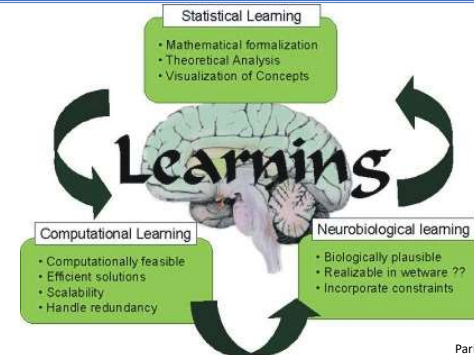 Statistical Learning
• Mathematical formalization
• Theoretical Analysis
• Visualization of Concepts
Learning
Computational Learning
• Computationally feasible
• Efficient solutions
• Scalability
• Handle redundancy
Neurobiological learning
• Biologically plausible
• Realizable in wetware ??
• Incorporate constraints
Par